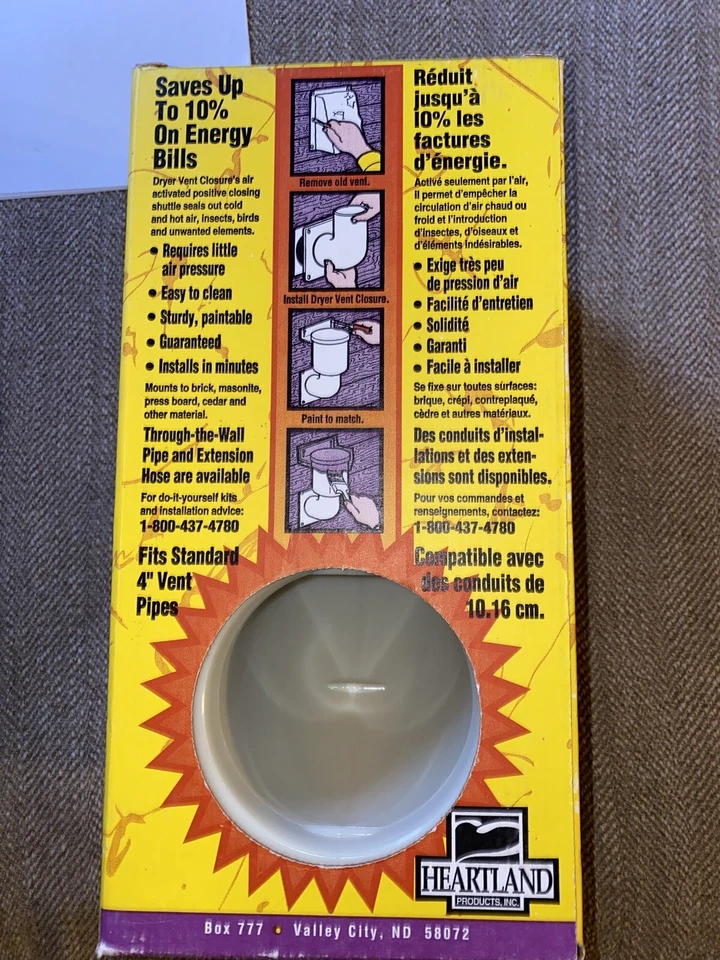 Saves Up
To 10%
On Energy
Bills
Dryer Vent Closure's air
activated positive closing
shuttle seals out cold
and hot air, insects, birds
and unwanted elements.
• Requires little
air pressure
• Easy to clean
• Sturdy, paintable
• Guaranteed
• Installs in minutes
Mounts to brick, masonite,
press board, cedar and
other material.
Through-the-Wall
Pipe and Extension
Hose are available
For do-it-yourself kits
and installation advice:
1-800-437-4780
Fits Standard
4" Vent
Pipes
Remove old vent.
Install Dryer Vent Closure.
Paint to match.
Réduit
jusqu'à
10% les
factures
d'énergie.
Activé seulement par l'air,
il permet d'empêcher la
circulation d'air chaud ou
froid et l'introduction
d'insectes, d'oiseaux et
d'éléments indésirables.
• Exige très peu
de pression d'air
• Facilité d'entretien
• Solidité
• Garanti
• Facile à installer
Se fixe sur toutes surfaces:
brique, crépi, contreplaqué,
cèdre et autres matériaux.
Des conduits d'instal-
lations et des exten-
sions sont disponibles.
Pour vos commandes et
renseignements, contactez:
1-800-437-4780
Compatible avec
des conduits de
10.16 cm.
HEARTLAND
PRODUCTS, INC.
Box 777 • Valley City, ND 58072